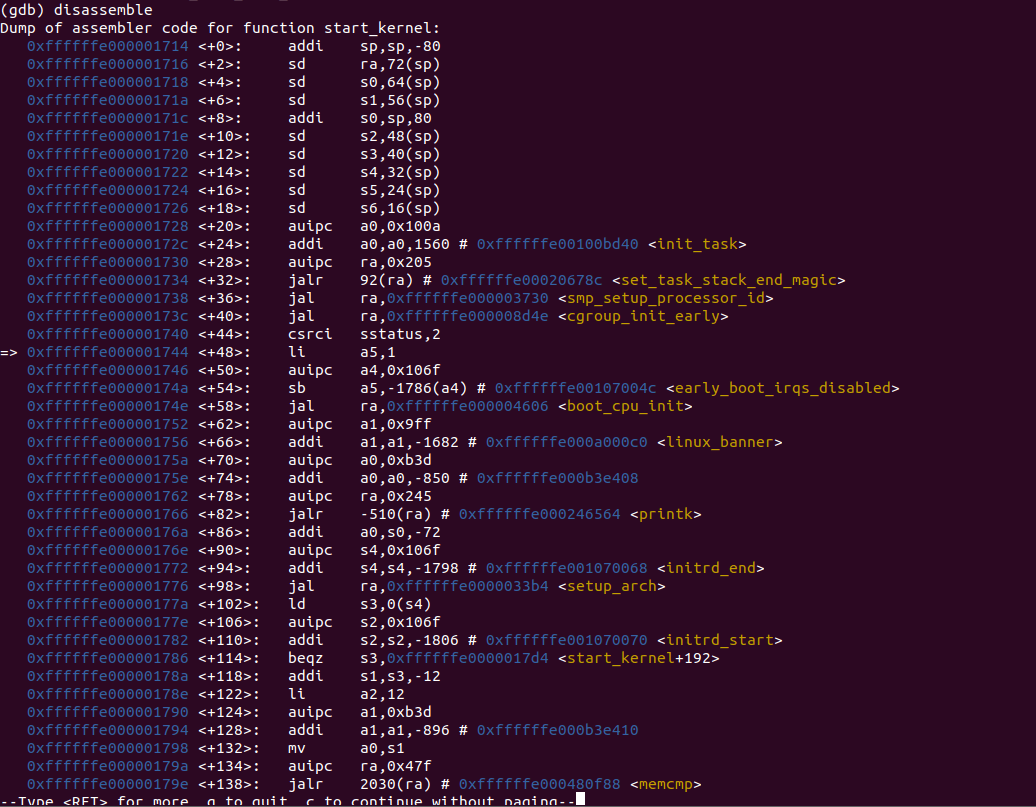 (gdb) disassemble
Dump of assembler code for function start_kernel:
0xffffffe000001714 <+0>: addi sp,sp,-80
0xffffffe000001716 <+2>: sd ra,72(sp)
0xffffffe000001718 <+4>: sd s0,64(sp)
0xffffffe00000171a <+6>: sd s1,56(sp)
0xffffffe00000171c <+8>: addi s0,sp,80
0xffffffe00000171e <+10>: sd s2,48(sp)
0xffffffe000001720 <+12>: sd s3,40(sp)
0xffffffe000001722 <+14>: sd s4,32(sp)
0xffffffe000001724 <+16>: sd s5,24(sp)
0xffffffe000001726 <+18>: sd s6,16(sp)
0xffffffe000001728 <+20>: auipc a0,0x100a
0xffffffe00000172c <+24>: addi a0,a0,1560 # 0xffffffe00100bd40 <init_task>
0xffffffe000001730 <+28>: auipc ra,0x205
0xffffffe000001734 <+32>: jalr 92(ra) # 0xffffffe00020678c <set_task_stack_end_magic>
0xffffffe000001738 <+36>: jal ra,0xffffffe000003730 <smp_setup_processor_id>
0xffffffe00000173c <+40>: jal ra,0xffffffe000008d4e <cgroup_init_early>
0xffffffe000001740 <+44>: csrci sstatus,2
=> 0xffffffe000001744 <+48>: li a5,1
0xffffffe000001746 <+50>: auipc a4,0x106f
0xffffffe00000174a <+54>: sb a5,-1786(a4) # 0xffffffe00107004c <early_boot_irqs_disabled>
0xffffffe00000174e <+58>: jal ra,0xffffffe000004606 <boot_cpu_init>
0xffffffe000001752 <+62>: auipc a1,0x9ff
0xffffffe000001756 <+66>: addi a1,a1,-1682 # 0xffffffe000a000c0 <linux_banner>
0xffffffe00000175a <+70>: auipc a0,0xb3d
0xffffffe00000175e <+74>: addi a0,a0,-850 # 0xffffffe000b3e408
0xffffffe000001762 <+78>: auipc ra,0x245
0xffffffe000001766 <+82>: jalr -510(ra) # 0xffffffe000246564 <printk>
0xffffffe00000176a <+86>: addi a0,s0,-72
0xffffffe00000176e <+90>: auipc s4,0x106f
0xffffffe000001772 <+94>: addi s4,s4,-1798 # 0xffffffe001070068 <initrd_end>
0xffffffe000001776 <+98>: jal ra,0xffffffe0000033b4 <setup_arch>
0xffffffe00000177a <+102>: ld s3,0(s4)
0xffffffe00000177e <+106>: auipc s2,0x106f
0xffffffe000001782 <+110>: addi s2,s2,-1806 # 0xffffffe001070070 <initrd_start>
0xffffffe000001786 <+114>: beqz s3,0xffffffe0000017d4 <start_kernel+192>
0xffffffe00000178a <+118>: addi s1,s3,-12
0xffffffe00000178e <+122>: li a2,12
0xffffffe000001790 <+124>: auipc a1,0xb3d
0xffffffe000001794 <+128>: addi a1,a1,-896 # 0xffffffe000b3e410
0xffffffe000001798 <+132>: mv a0,s1
0xffffffe00000179a <+134>: auipc ra,0x47f
0xffffffe00000179e <+138>: jalr 2030(ra) # 0xffffffe000480f88 <memcmp>
--Type <RET> for more, q to quit, c to continue without paging--